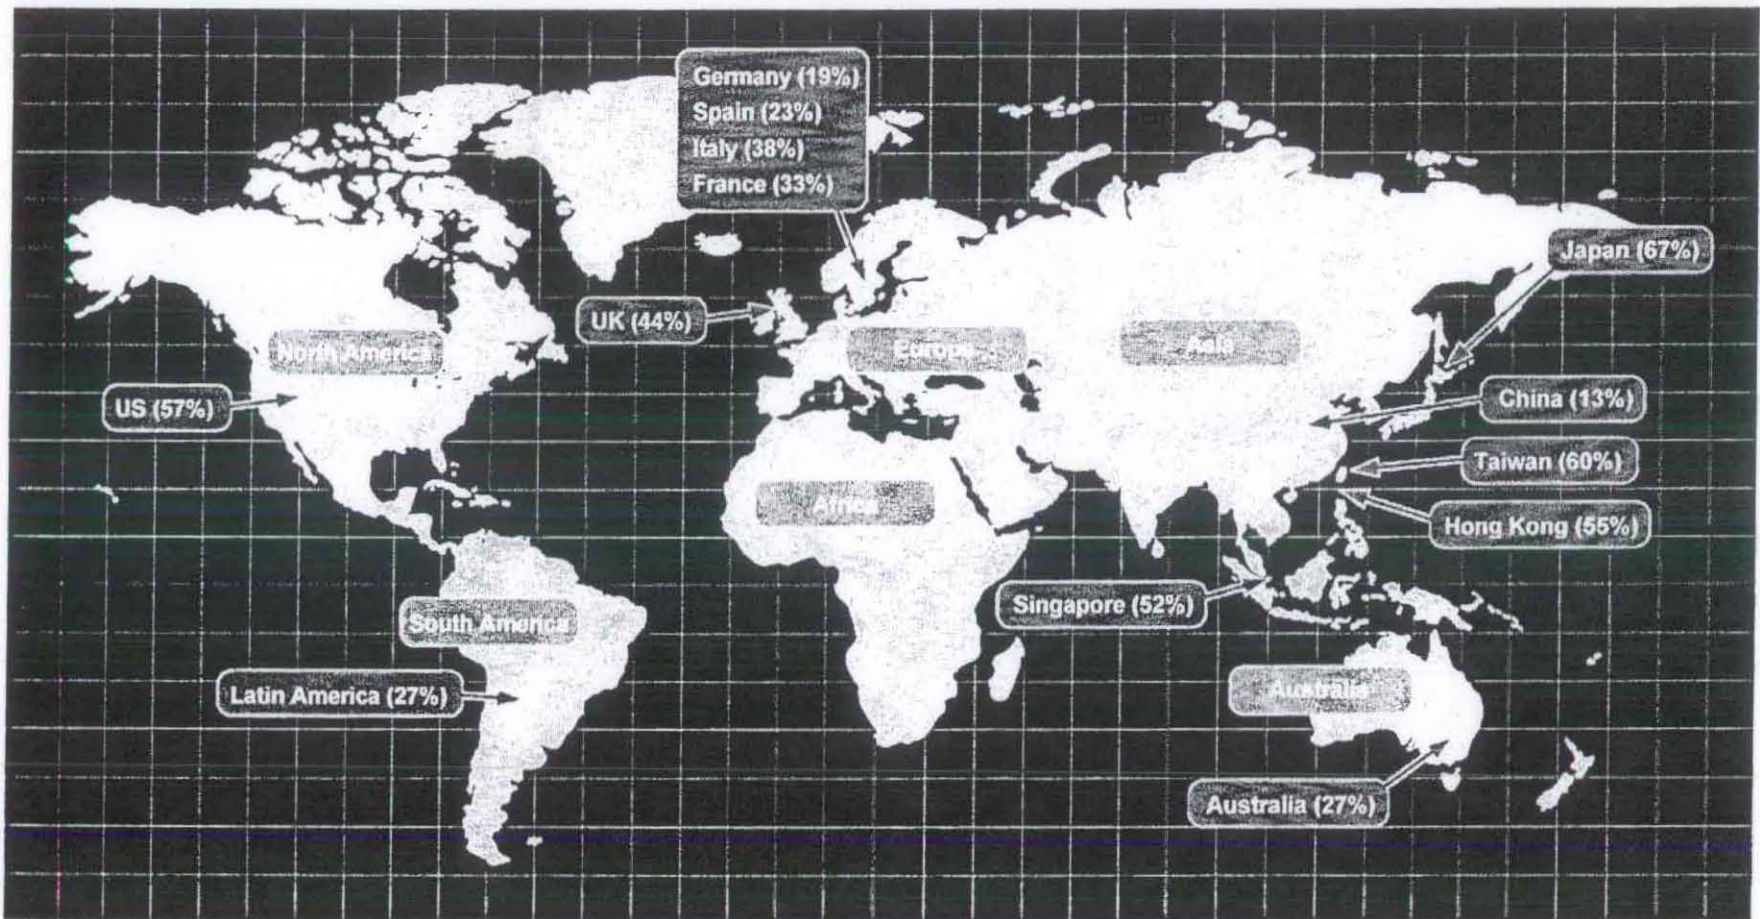 Germany (19%)
Spain (23%)
Italy (38%)
France (33%)
Japan (67%)
UK (44%)
North America
Europe
Asia
US (57%)
China (13%)
Taiwan (60%)
Africa
Hong Kong (55%)
Singapore (52%)
South America
Latin America (27%)
Australia
Australia (27%)